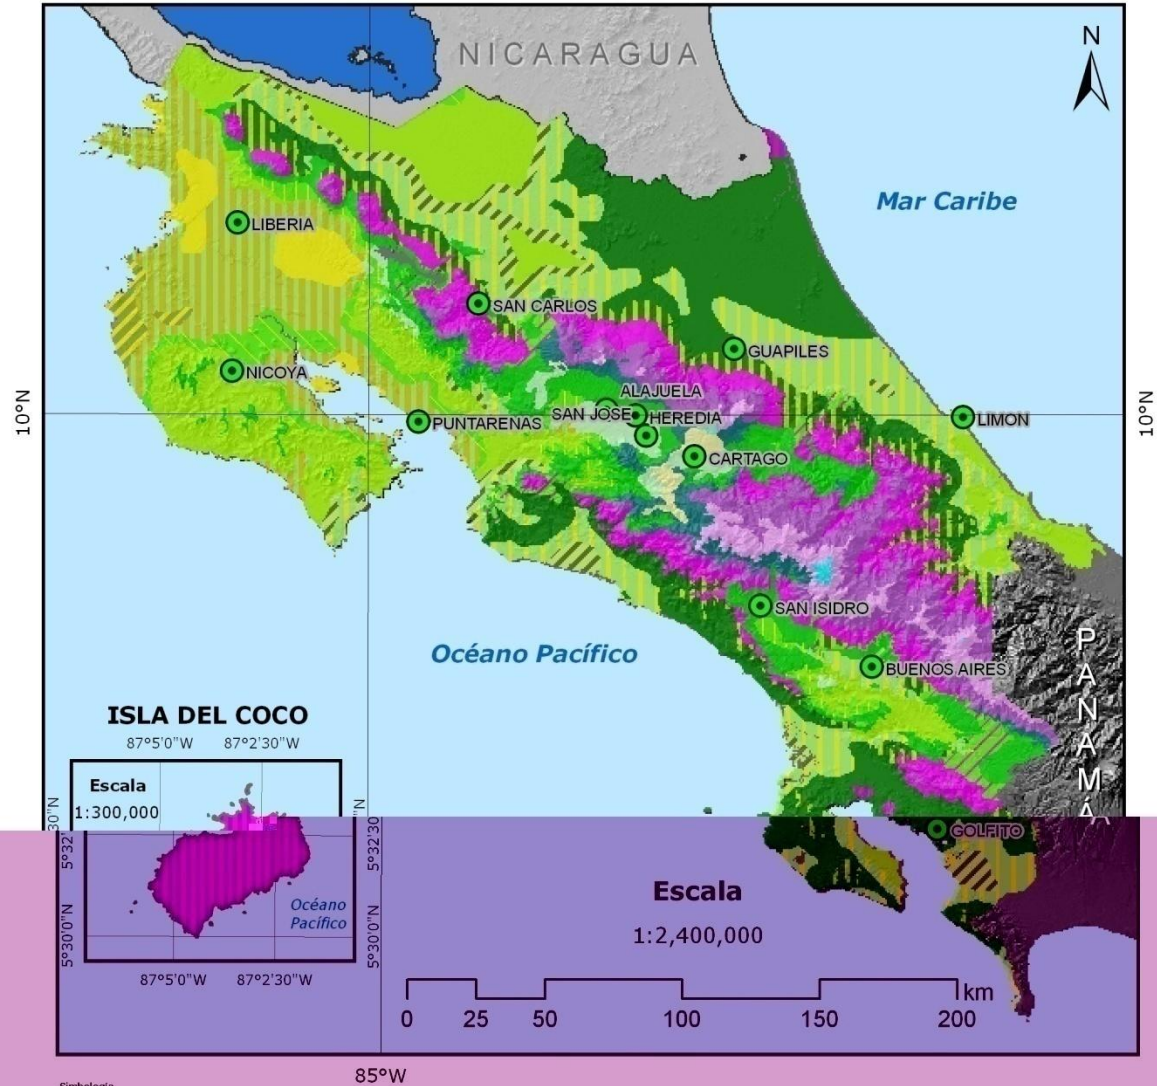 NICARAGUA
N
Mar Caribe
LIBERIA
SAN CARLOS
GUAPILES
NICOYA
ALAJUELA
10°N
PUNTARENAS
SAN JOSE
HEREDIA
LIMON
10°N
CARTAGO
SAN ISIDRO
Océano Pacífico
BUENOS AIRES
PANAMÁ
ISLA DEL COCO
87°5'0"W 87°2'30"W
Escala
1:300,000
5°32'30"N
5°32'30"N
GOLFITO
Océano
Pacífico
Escala
1:2,400,000
5°30'0"N
5°30'0"N
87°5'0"W 87°2'30"W
km
0 25 50 100 150 200
85°W